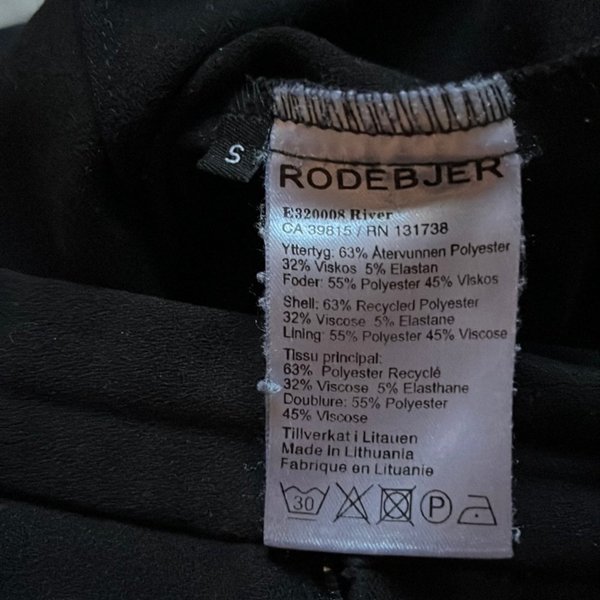 S
RODEBJER
E320008 River
CA 39815 / RN 131738
Yttertyg: 63% Återvunnen Polyester
32% Viskos 5% Elastan
Foder: 55% Polyester 45% Viskos
Shell: 63% Recycled Polyester
32% Viscose 5% Elastane
Lining: 55% Polyester 45% Viscose
Tissu principal:
63% Polyester Recyclé
32% Viscose 5% Elasthane
Doublure: 55% Polyester
45% Viscose
Tillverkat i Litauen
Made In Lithuania
Fabrique en Lituanie
30 P